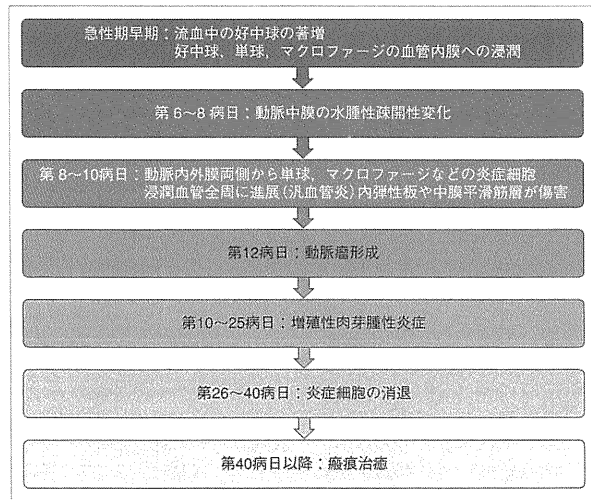 急性期早期：流血中の好中球の著増
好中球，単球，マクロファージの血管内膜への浸潤
第6〜8病日：動脈中膜の水腫性疎開性変化
第8〜10病日：動脈内外膜両側から単球，マクロファージなどの炎症細胞
浸潤血管全周に進展（汎血管炎）内弾性板や中膜平滑筋層が傷害
第12病日：動脈瘤形成
第10〜25病日：増殖性肉芽腫性炎症
第26〜40病日：炎症細胞の消退
第40病日以降：瘢痕治癒